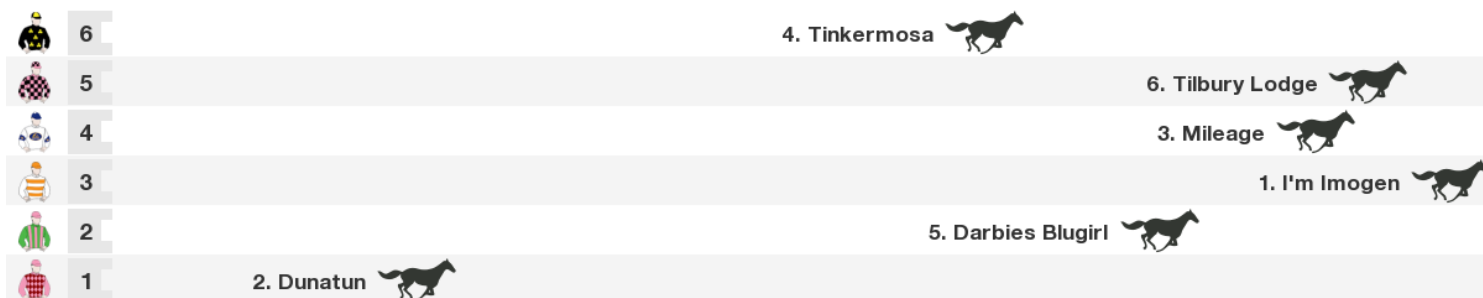 6 4. Tinkermosa
5 6. Tilbury Lodge
4 3. Mileage
3 1. I'm Imogen
2 5. Darbies Blugirl
1 2. Dunatun